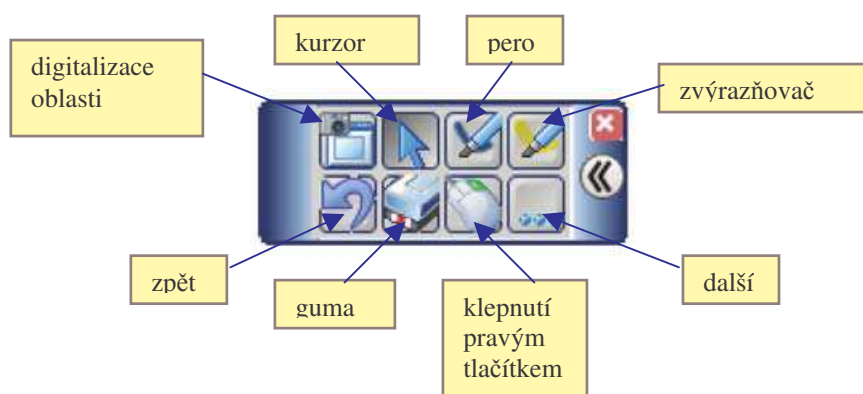 kurzor
pero
digitalizace
oblasti
zvýrazňovač
zpět
guma
klepnutí
pravým
tlačítkem
další